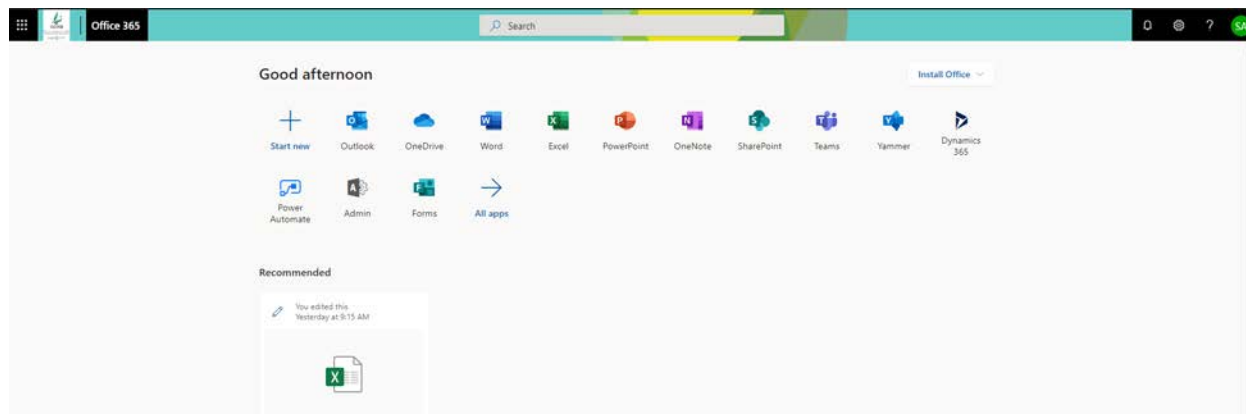 Office 365
Search
SA
Good afternoon
Install Office
Start new
Outlook
OneDrive
Word
Excel
PowerPoint
OneNote
SharePoint
Teams
Yammer
Dynamics
365
Power
Automate
Admin
Forms
All apps
Recommended
You edited this
Yesterday at 9:15 AM